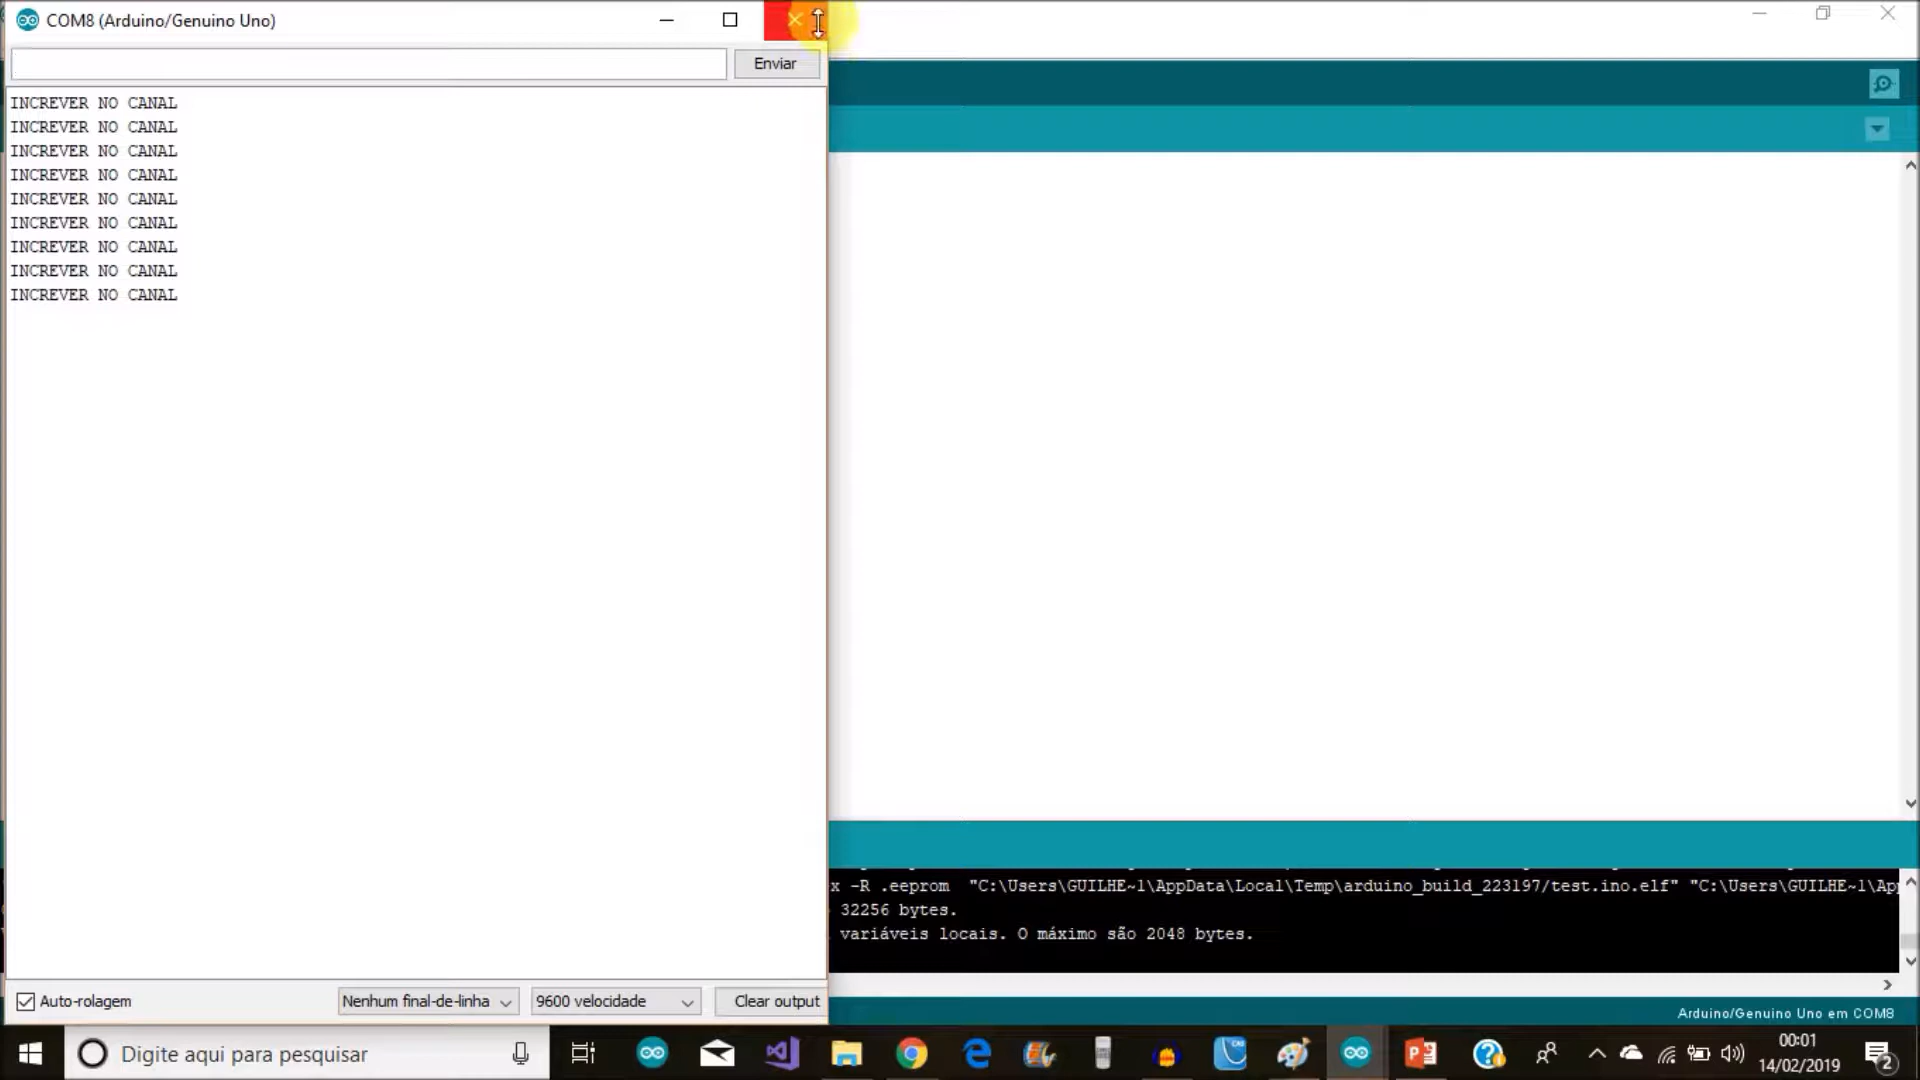 COM8 (Arduino/Genuino Uno)
Enviar
INCREVER NO CANAL
INCREVER NO CANAL
INCREVER NO CANAL
INCREVER NO CANAL
INCREVER NO CANAL
INCREVER NO CANAL
INCREVER NO CANAL
INCREVER NO CANAL
INCREVER NO CANAL
x -R .eeprom "C:\Users\GUILHE~1\AppData\Local\Temp\arduino_build_223197/test.ino.elf" "C:\Users\GUILHE~1\Ap
32256 bytes.
variáveis locais. O máximo são 2048 bytes.
Auto-rolagem
Nenhum final-de-linha
9600 velocidade
Clear output
Arduino/Genuino Uno em COM8
Digite aqui para pesquisar
00:01
14/02/2019
2